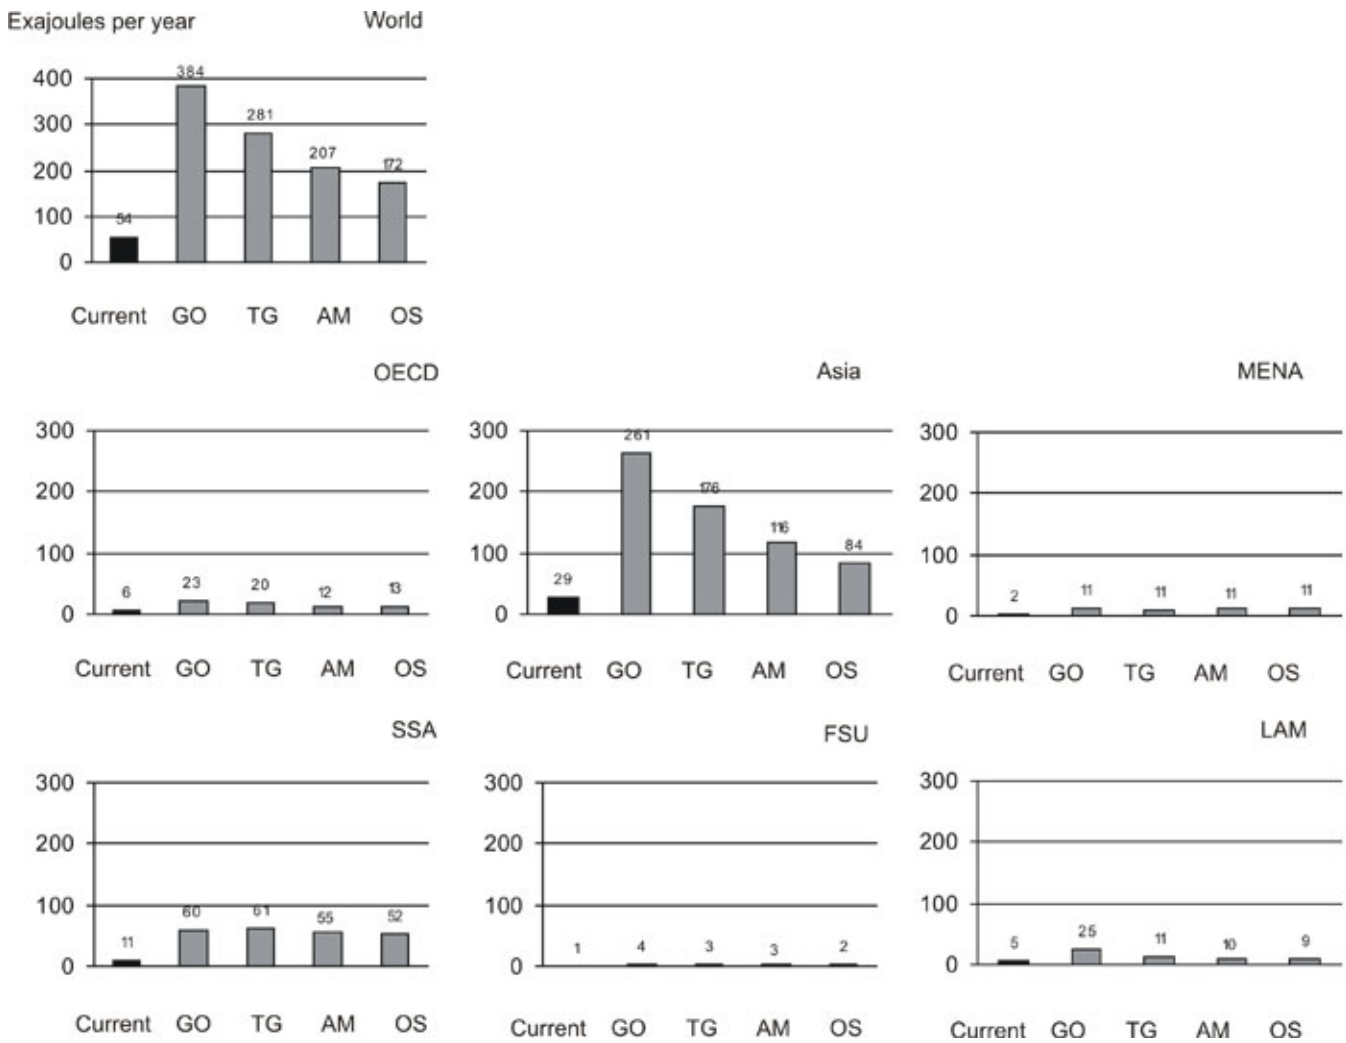 Exajoules per year World
400
300
200
100
0
384
281
207
172
54
Current GO TG AM OS
OECD
300
200
100
0
6 23 20 12 13
Current GO TG AM OS
Asia
300
200
100
0
29 261 176 116 84
Current GO TG AM OS
MENA
300
200
100
0
2 11 11 11 11
Current GO TG AM OS
SSA
300
200
100
0
11 60 61 55 52
Current GO TG AM OS
FSU
300
200
100
0
1 4 3 3 2
Current GO TG AM OS
LAM
300
200
100
0
5 25 11 10 9
Current GO TG AM OS